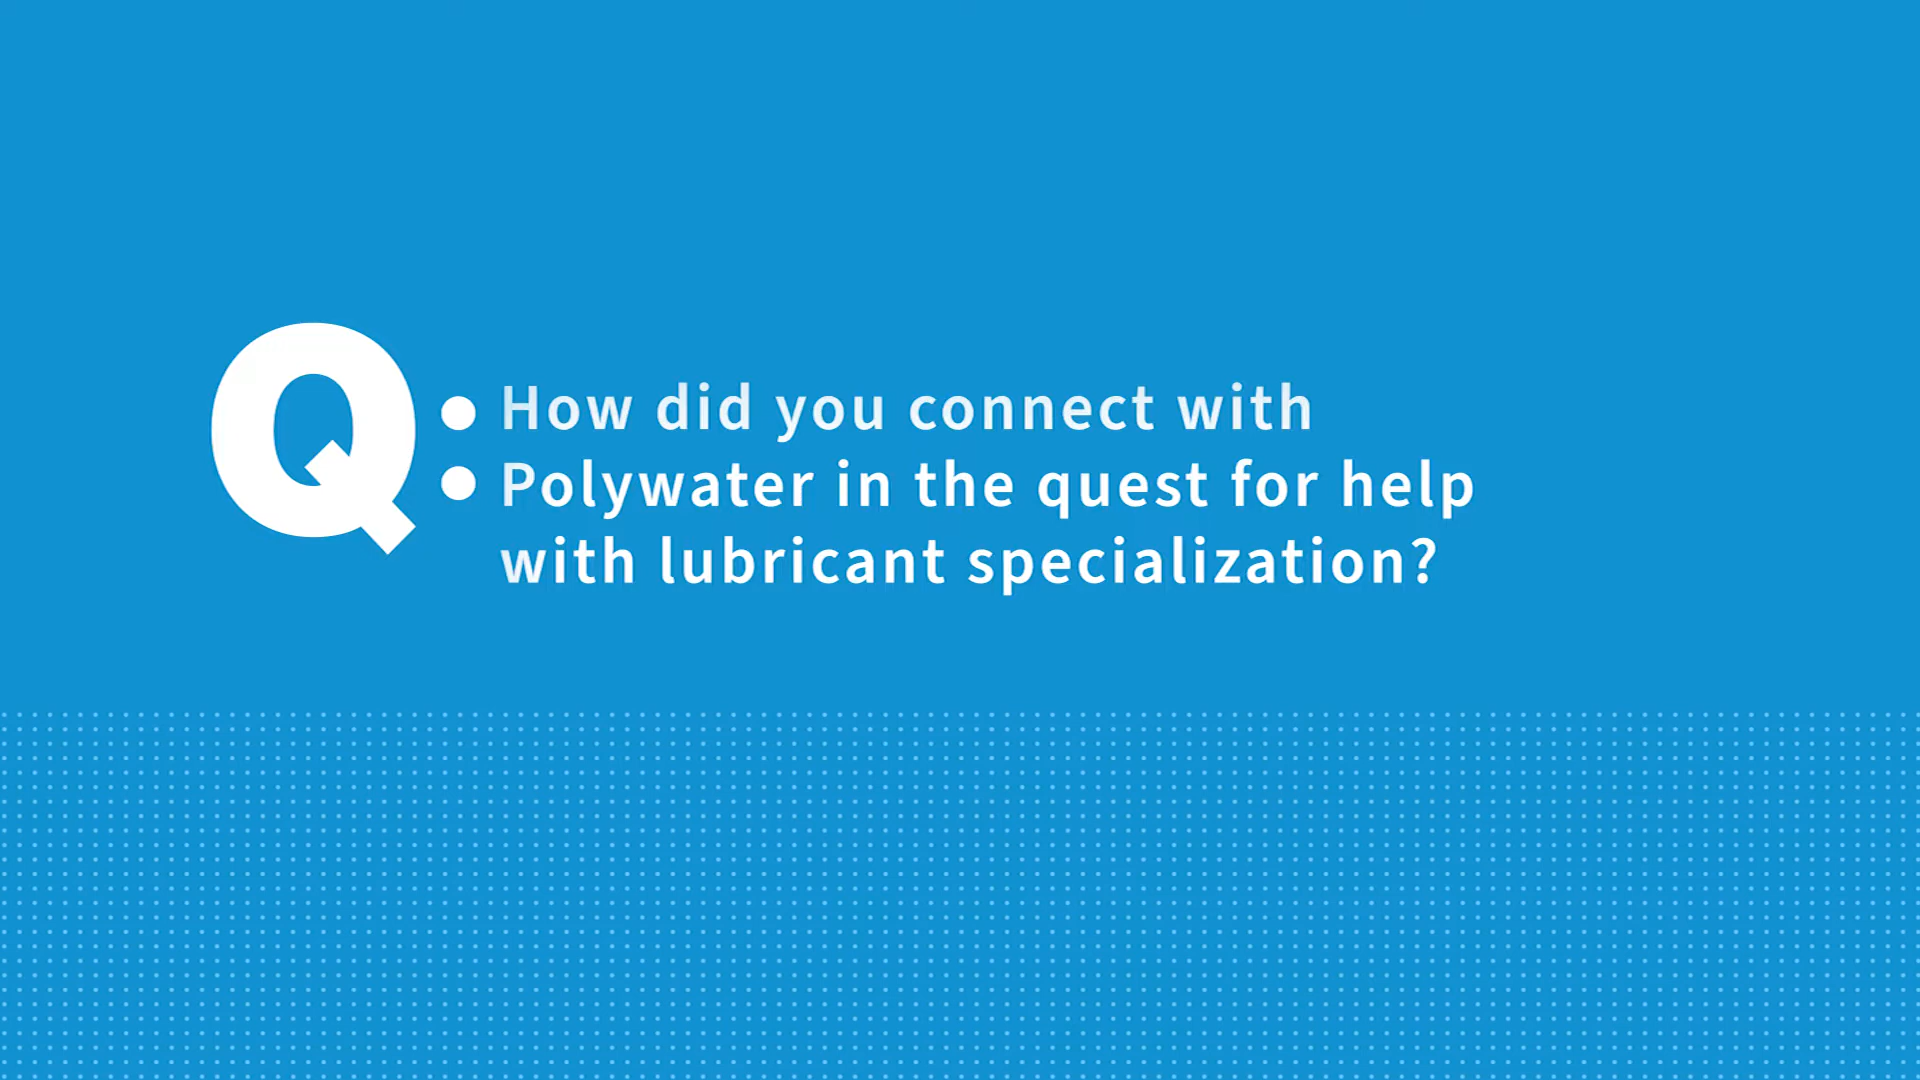 Q: How did you connect with
Polywater in the quest for help
with lubricant specialization?